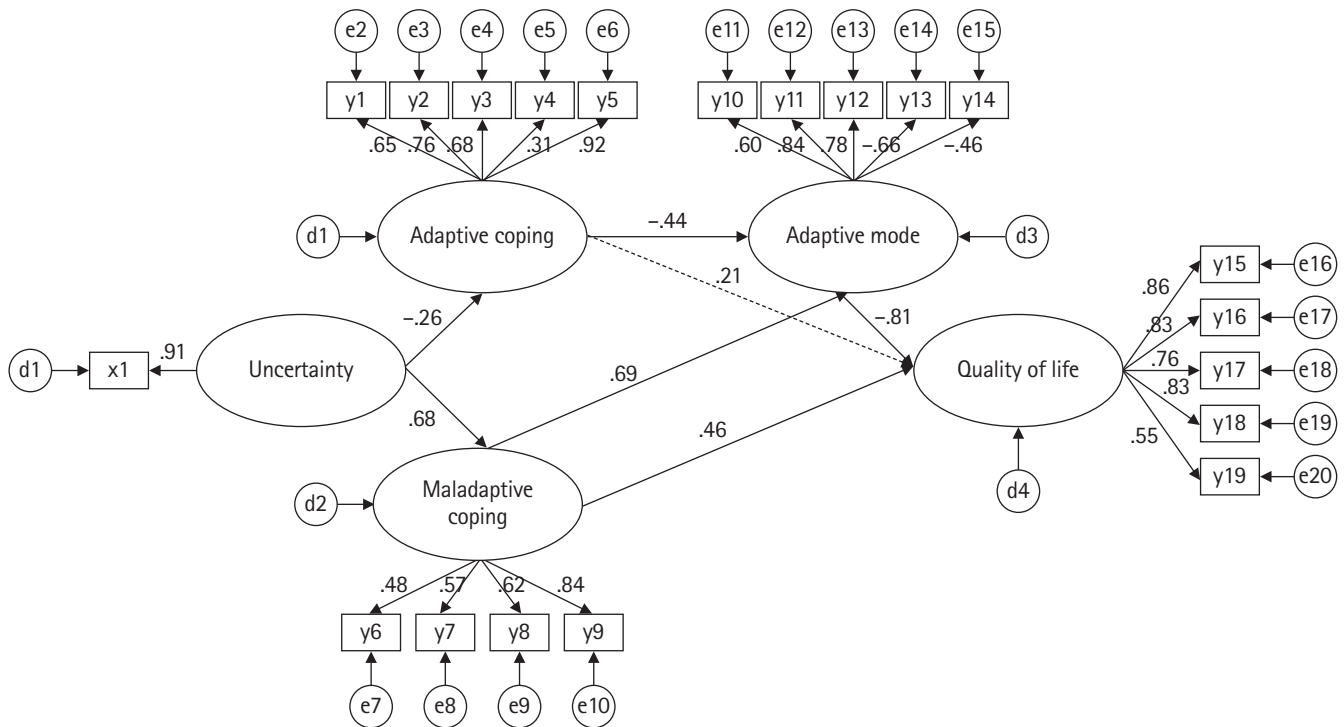 e2 e3 e4 e5 e6 e11 e12 e13 e14 e15
y1 y2 y3 y4 y5 y10 y11 y12 y13 y14
.65 .76 .68 .31 .92 .60 .84 .78 –.66 –.46
d1 Adaptive coping –.44 Adaptive mode d3
.21
–.26 –.81
d1 x1 .91 Uncertainty
.68 .69
.46
Quality of life
d4
.86 y15 e16
.83 y16 e17
.76 y17 e18
.83 y18 e19
.55 y19 e20
d2 Maladaptive
coping
.48 .57 .62 .84
y6 y7 y8 y9
e7 e8 e9 e10